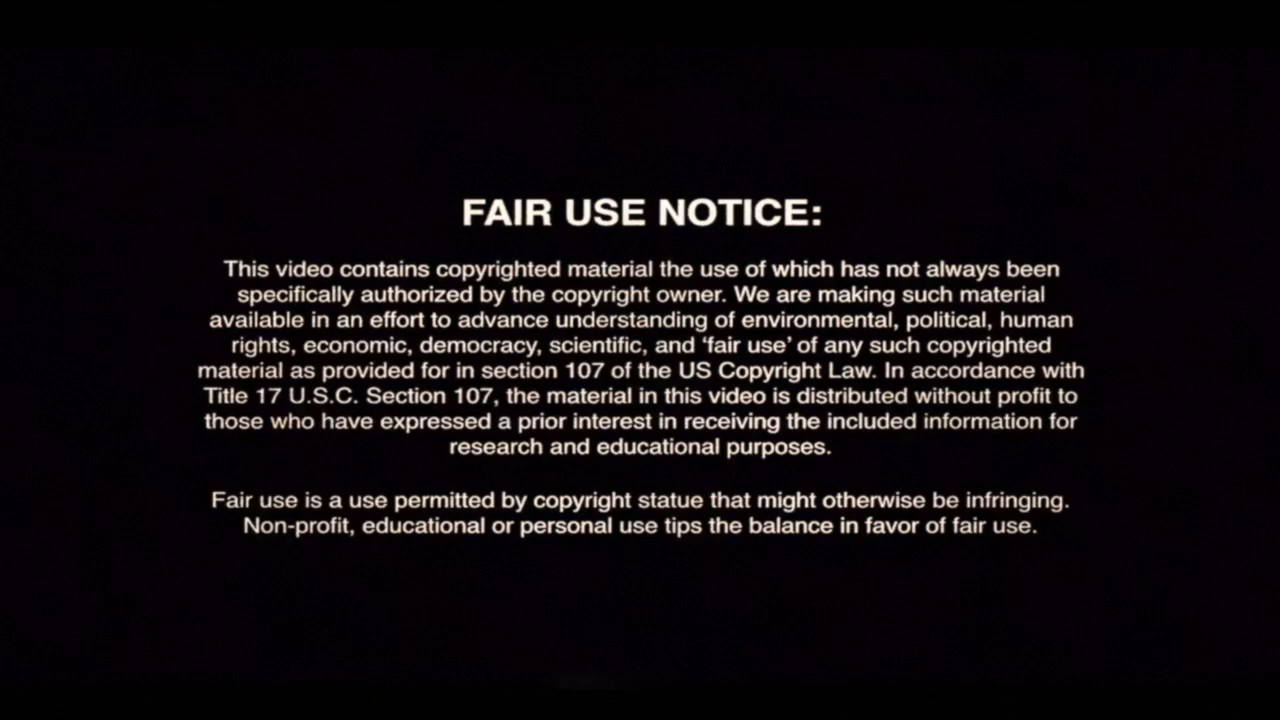 FAIR USE NOTICE:
This video contains copyrighted material the use of which has not always been
specifically authorized by the copyright owner. We are making such material
available in an effort to advance understanding of environmental, political, human
rights, economic, democracy, scientific, and ‘fair use’ of any such copyrighted
material as provided for in section 107 of the US Copyright Law. In accordance with
Title 17 U.S.C. Section 107, the material in this video is distributed without profit to
those who have expressed a prior interest in receiving the included information for
research and educational purposes.
Fair use is a use permitted by copyright statue that might otherwise be infringing.
Non-profit, educational or personal use tips the balance in favor of fair use.